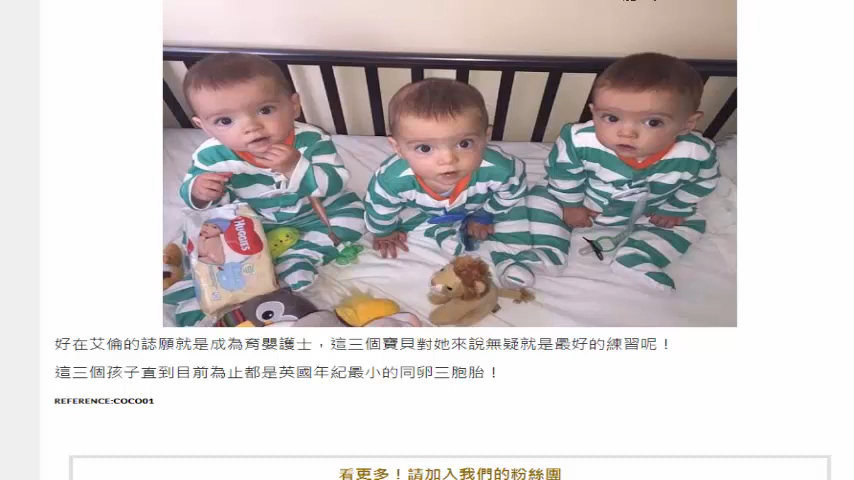 HUGGIES
好在艾倫的誌願就是成為育嬰護士，這三個寶貝對她來說無疑就是最好的練習呢！
這三個孩子直到目前為止都是英國年紀最小的同卵三胞胎！
REFERENCE:COCO01
看更多！請加入我們的粉絲團